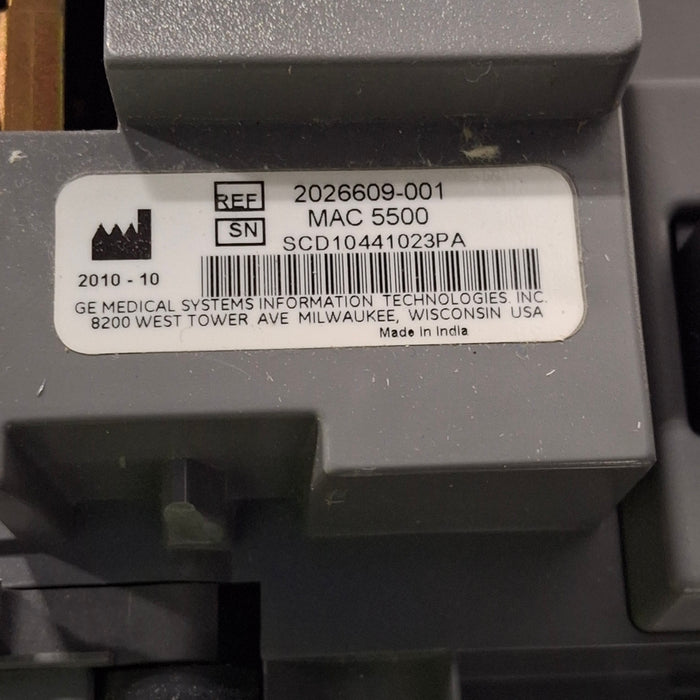 REF 2026609-001
MAC 5500
SN SCD10441023PA
2010 - 10
GE MEDICAL SYSTEMS INFORMATION TECHNOLOGIES. INC.
8200 WEST TOWER AVE MILWAUKEE, WISCONSIN USA
Made in India